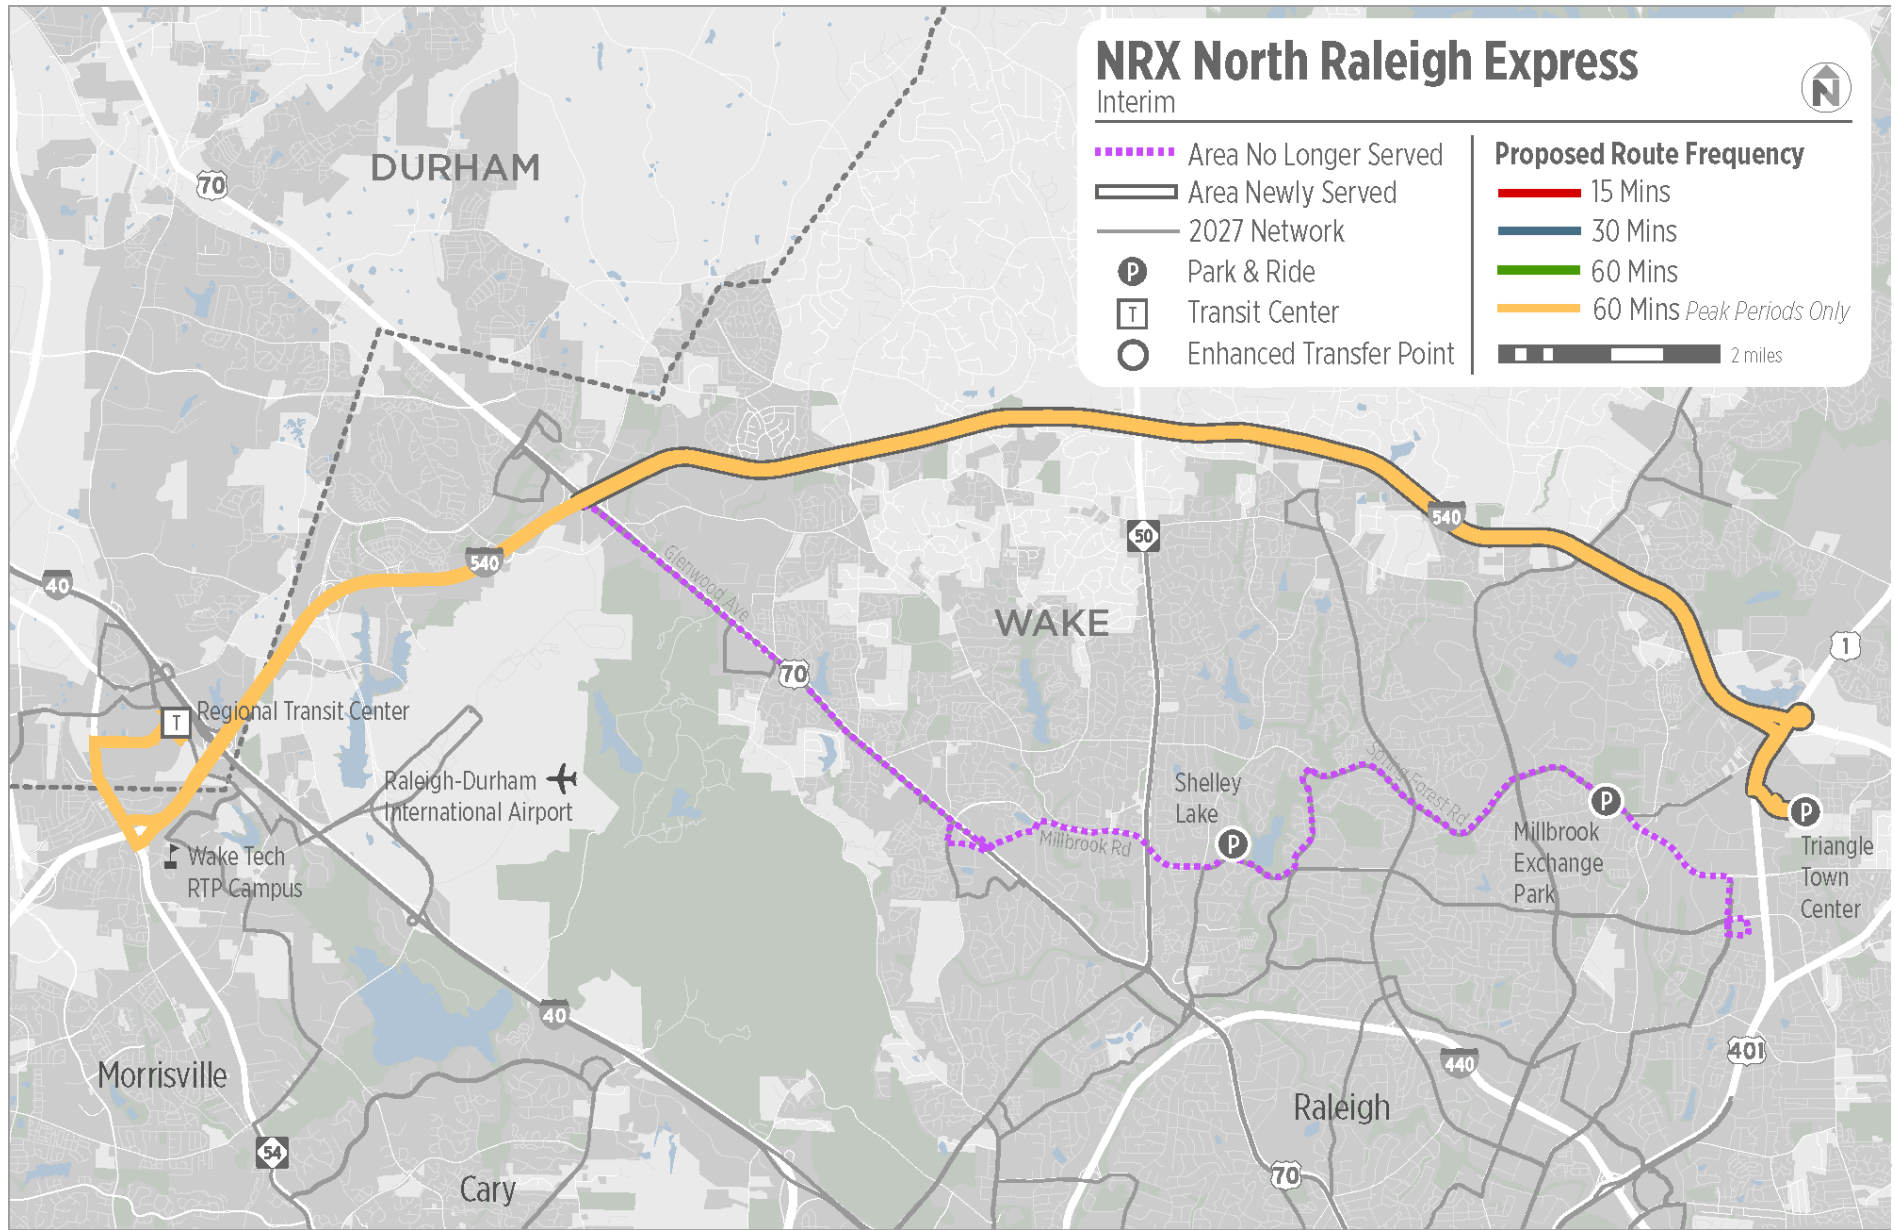 NRX North Raleigh Express
Interim
N
Area No Longer Served
Area Newly Served
2027 Network
P Park & Ride
T Transit Center
Enhanced Transfer Point
Proposed Route Frequency
15 Mins
30 Mins
60 Mins
60 Mins Peak Periods Only
2 miles
DURHAM
70
540
50
540
Glenwood Ave
40
WAKE
1
70
T
Regional Transit Center
Raleigh-Durham
International Airport
Shelley
Lake
Spring Forest Rd
P
P
P
Millbrook Rd
Millbrook
Exchange
Park
Triangle
Town
Center
Wake Tech
RTP Campus
40
Morrisville
401
440
Raleigh
54
Cary
70